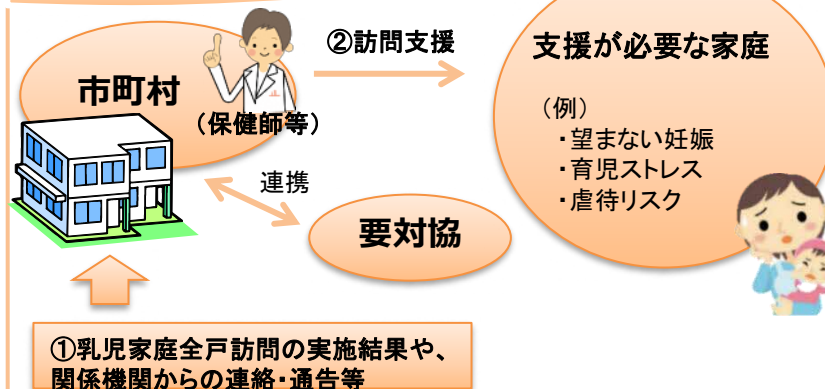 市町村
(保健師等)
②訪問支援
支援が必要な家庭
(例)
・望まない妊娠
・育児ストレス
・虐待リスク
連携
要対協
①乳児家庭全戸訪問の実施結果や、
関係機関からの連絡・通告等